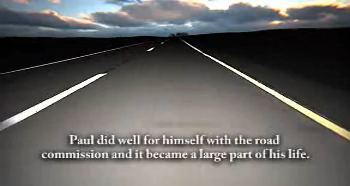 Paul did well for himself with the road
commission and it became a large part of his life.